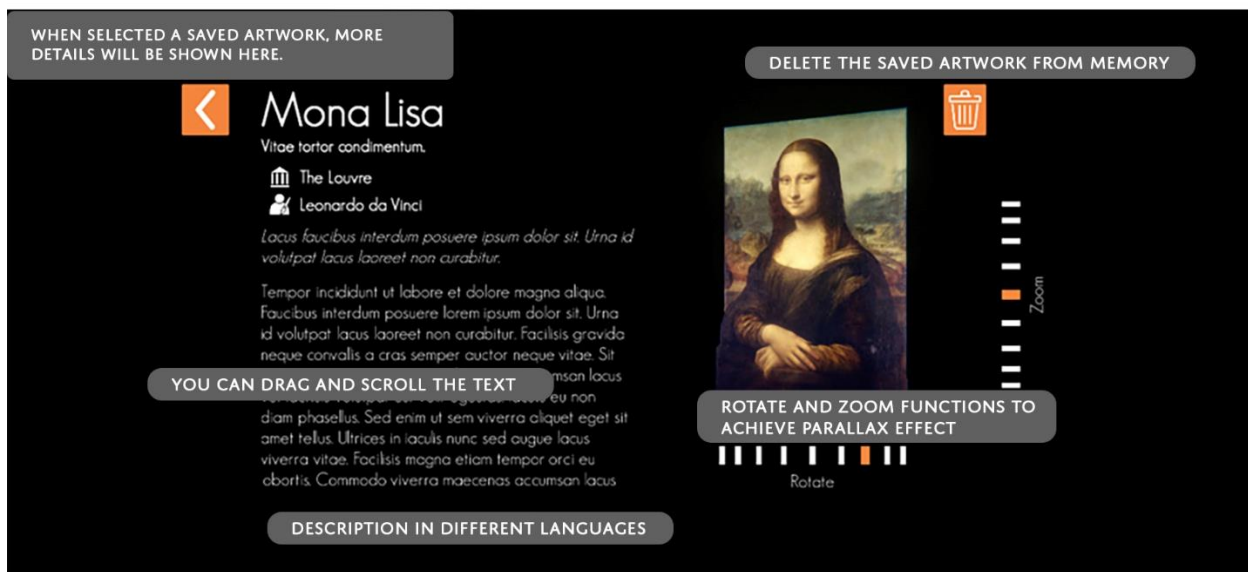 WHEN SELECTED A SAVED ARTWORK, MORE
DETAILS WILL BE SHOWN HERE.
DELETE THE SAVED ARTWORK FROM MEMORY
Mona Lisa
Vitae tortor condimentum.
The Louvre
Leonardo da Vinci
Lacus faucibus interdum posuere ipsum dolor sit. Urna id
volutpat lacus laoreet non curabitur.
Tempor incididunt ut labore et dolore magna aliqua.
Faucibus interdum posuere lorem ipsum dolor sit. Urna
id volutpat lacus laoreet non curabitur. Facilisis gravida
neque convallis a cras semper auctor neque vitae. Sit
msan lacus
YOU CAN DRAG AND SCROLL THE TEXT
eu non
diam phasellus. Sed enim ut sem viverra aliquet eget sit
amet tellus. Ultrices in iaculis nunc sed augue lacus
viverra vitae. Facilisis magna etiam tempor orci eu
obortis. Commodo viverra maecenas accumsan lacus
Zoom
ROTATE AND ZOOM FUNCTIONS TO
ACHIEVE PARALLAX EFFECT
Rotate
DESCRIPTION IN DIFFERENT LANGUAGES